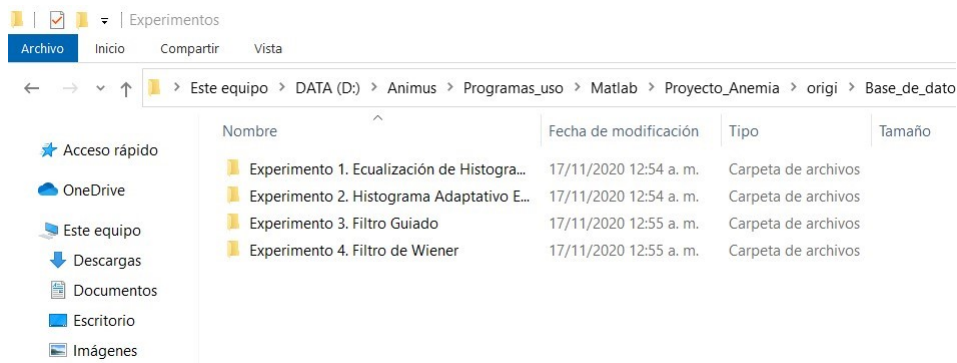 Experimentos
Archivo Inicio Compartir Vista
Este equipo > DATA (D:) > Animus > Programas_uso > Matlab > Proyecto_Anemia > origi > Base_de_dato
Nombre Fecha de modificación Tipo Tamaño
Acceso rápido
OneDrive
Este equipo
Descargas
Documentos
Escritorio
Imágenes
Experimento 1. Ecualización de Histogra... 17/11/2020 12:54 a. m. Carpeta de archivos
Experimento 2. Histograma Adaptativo E... 17/11/2020 12:54 a. m. Carpeta de archivos
Experimento 3. Filtro Guiado 17/11/2020 12:55 a. m. Carpeta de archivos
Experimento 4. Filtro de Wiener 17/11/2020 12:55 a. m. Carpeta de archivos